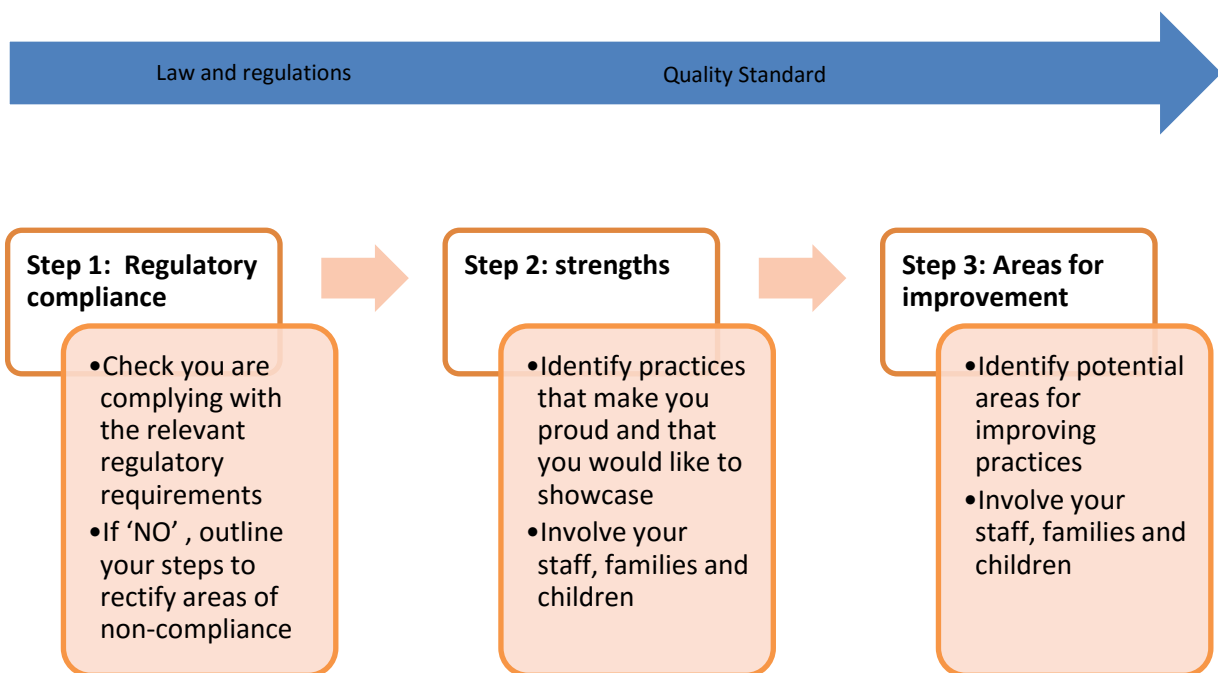 Law and regulations
Quality Standard
Step 1:  Regulatory
compliance
•Check you are
complying with
the relevant
regulatory
requirements
•If ‘NO’ , outline
your steps to
rectify areas of
non-compliance
Step 2: strengths
•Identify practices
that make you
proud and that
you would like to
showcase
•Involve your
staff, families and
children
Step 3: Areas for
improvement
•Identify potential
areas for
improving
practices
•Involve your
staff, families and
children